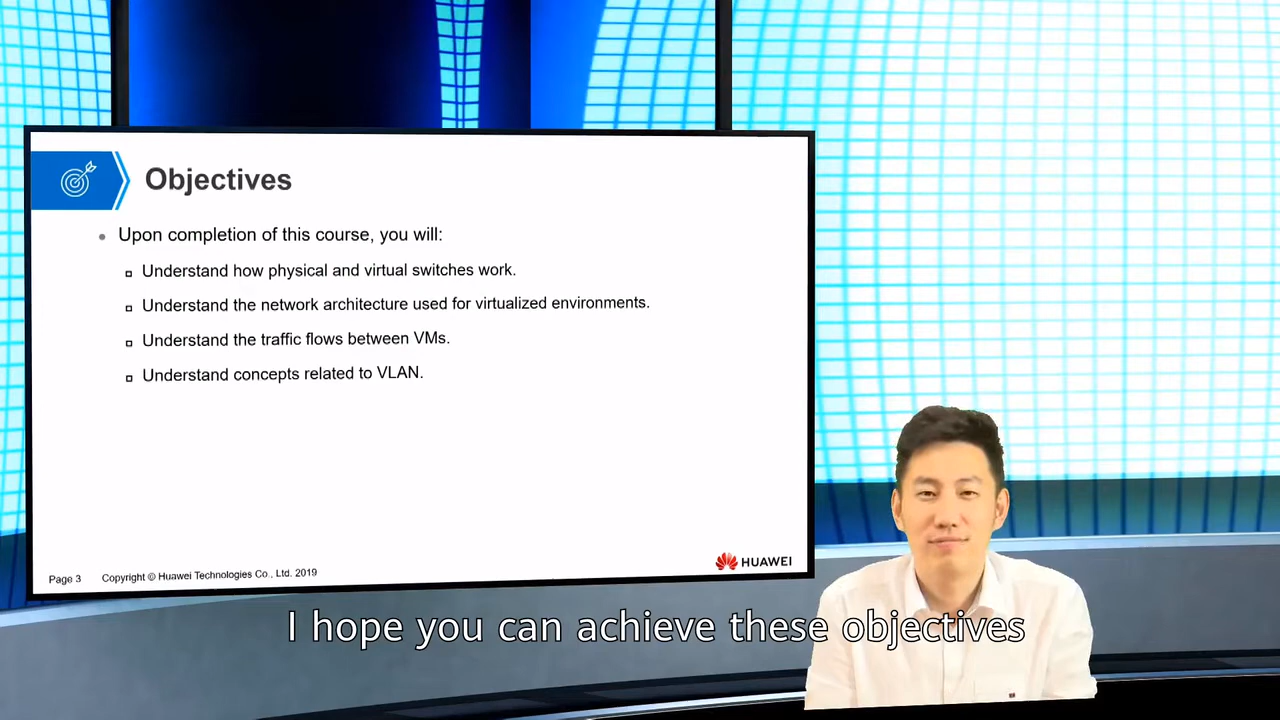 Objectives
Upon completion of this course, you will:
Understand how physical and virtual switches work.
Understand the network architecture used for virtualized environments.
Understand the traffic flows between VMs.
Understand concepts related to VLAN.
Page 3 Copyright © Huawei Technologies Co., Ltd. 2019
HUAWEI
I hope you can achieve these objectives